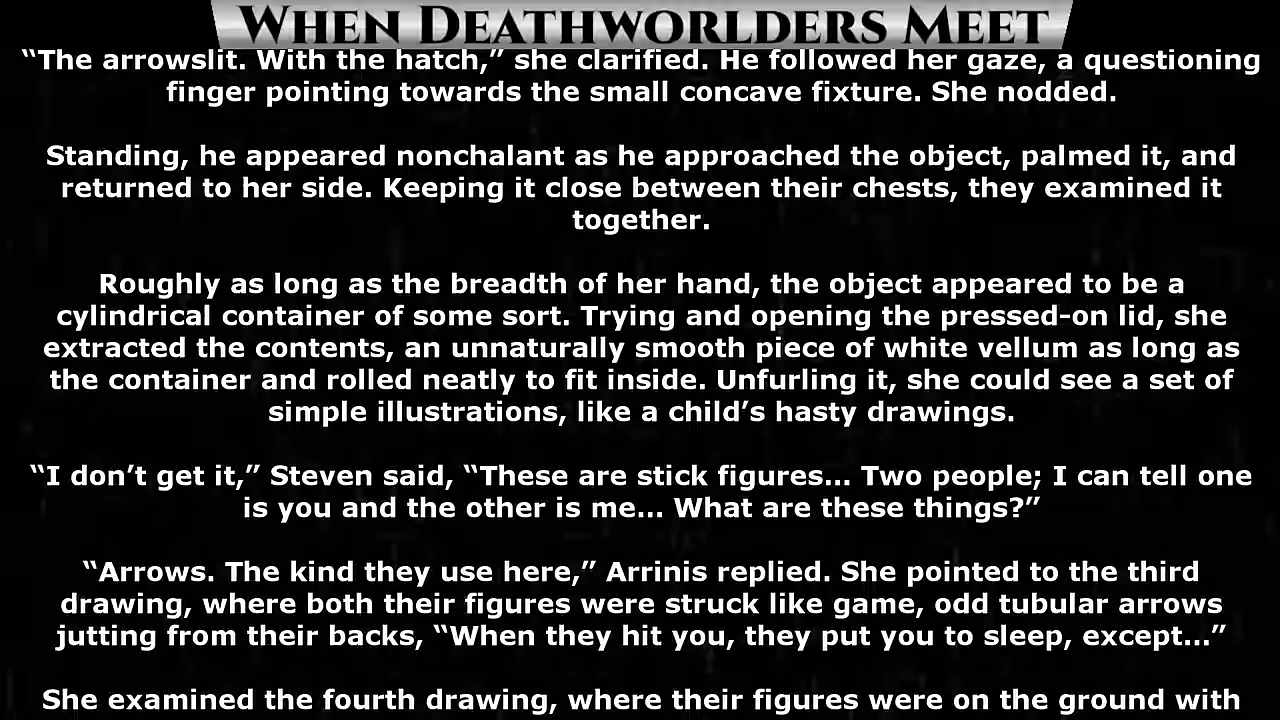 WHEN DEATHWORLDERS MEET
“The arrowslit. With the hatch,” she clarified. He followed her gaze, a questioning
finger pointing towards the small concave fixture. She nodded.
Standing, he appeared nonchalant as he approached the object, palmed it, and
returned to her side. Keeping it close between their chests, they examined it
together.
Roughly as long as the breadth of her hand, the object appeared to be a
cylindrical container of some sort. Trying and opening the pressed-on lid, she
extracted the contents, an unnaturally smooth piece of white vellum as long as
the container and rolled neatly to fit inside. Unfurling it, she could see a set of
simple illustrations, like a child’s hasty drawings.
“I don’t get it,” Steven said, “These are stick figures... Two people; I can tell one
is you and the other is me... What are these things?”
“Arrows. The kind they use here,” Arrinis replied. She pointed to the third
drawing, where both their figures were struck like game, odd tubular arrows
jutting from their backs, “When they hit you, they put you to sleep, except...”
She examined the fourth drawing, where their figures were on the ground with